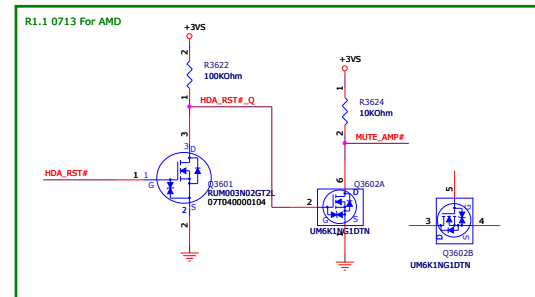 R1.1 0713 For AMD
+3VS
2
R3622
100KOhm
1
HDA_RST#_Q
+3VS
1
R3624
10KOhm
2
MUTE_AMP#
3
3
D
HDA_RST#
1
1
G
Q3601
RUM003N02GT2L
07T040000104
2
S
2
6
Q3602A
D
2
G
S
1
UM6K1NG1DTN
5
G
3
4
D
S
Q3602B
UM6K1NG1DTN